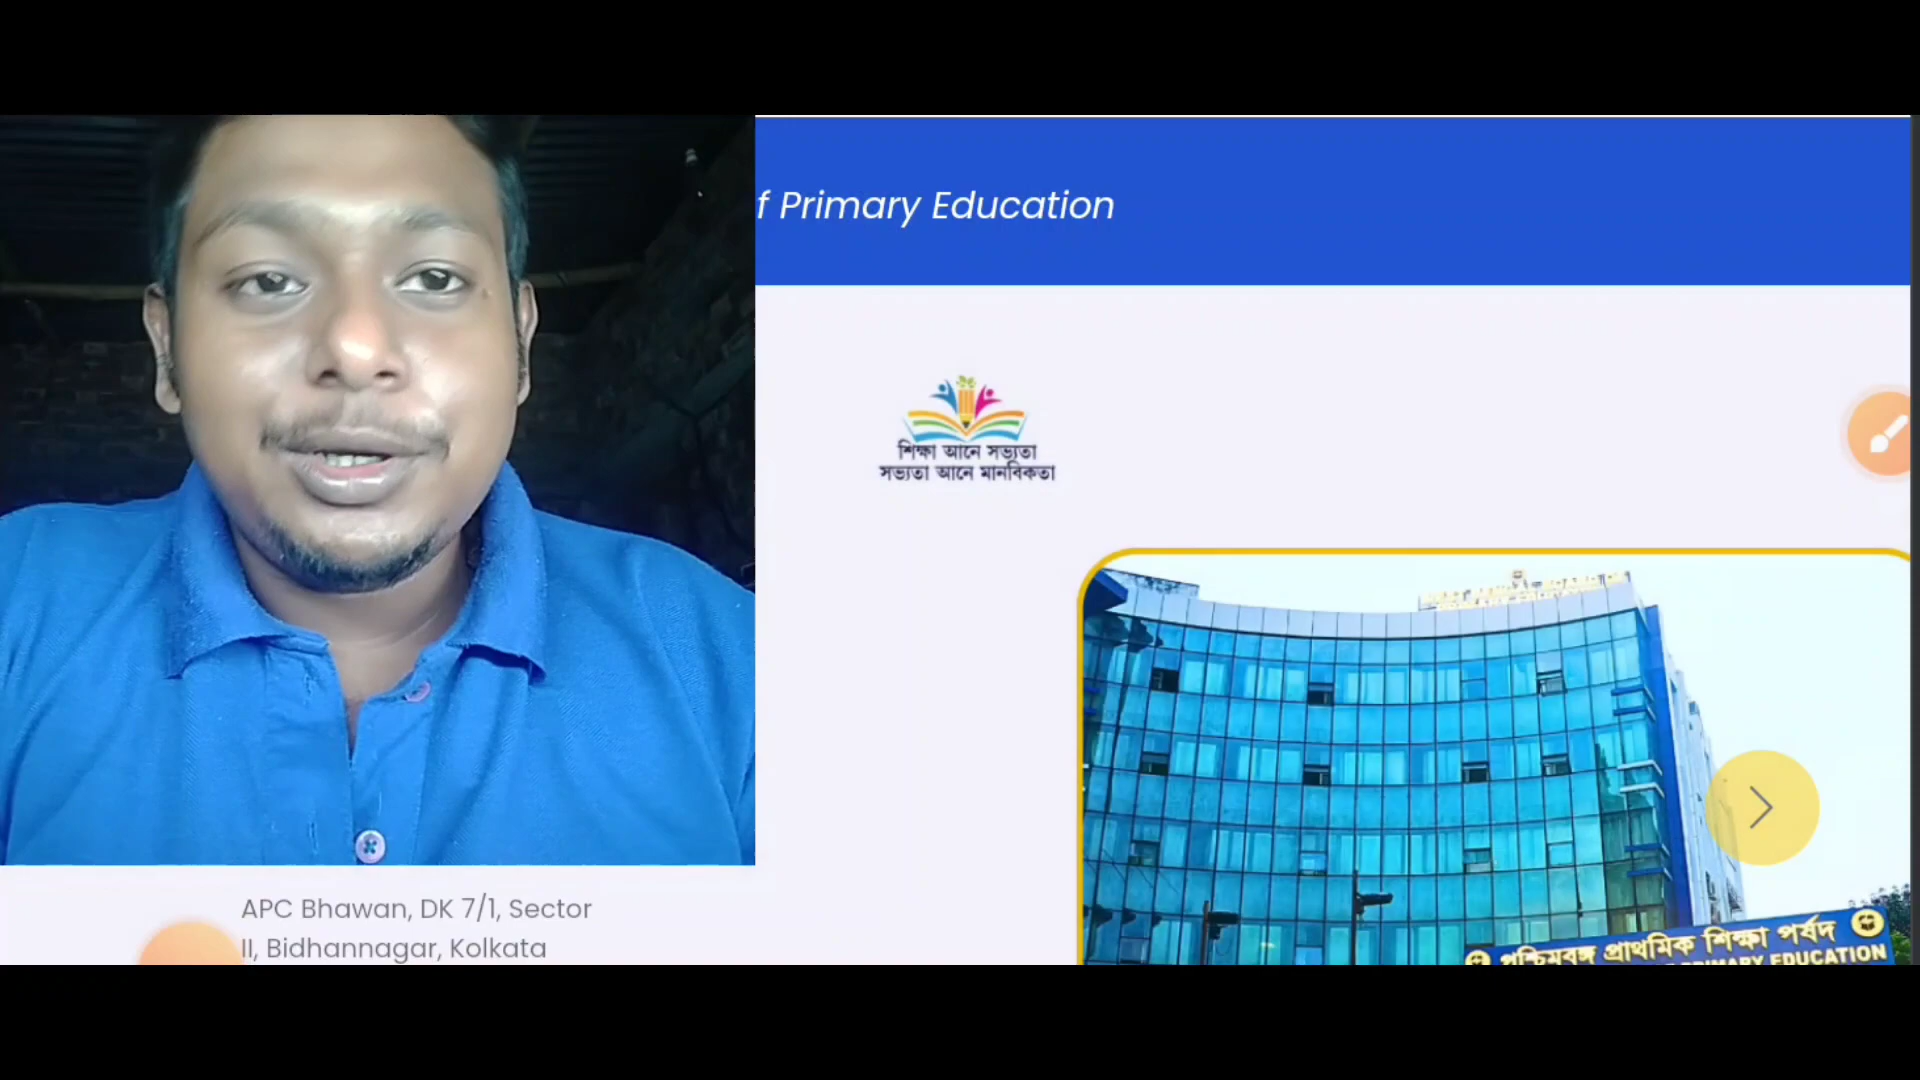 f Primary Education
শিক্ষা আনে সভ্যতা
সভ্যতা আনে মানবিকতা
পশ্চিমবঙ্গ প্রাথমিক শিক্ষা পর্ষদ
PRIMARY EDUCATION
APC Bhawan, DK 7/1, Sector
II, Bidhannagar, Kolkata